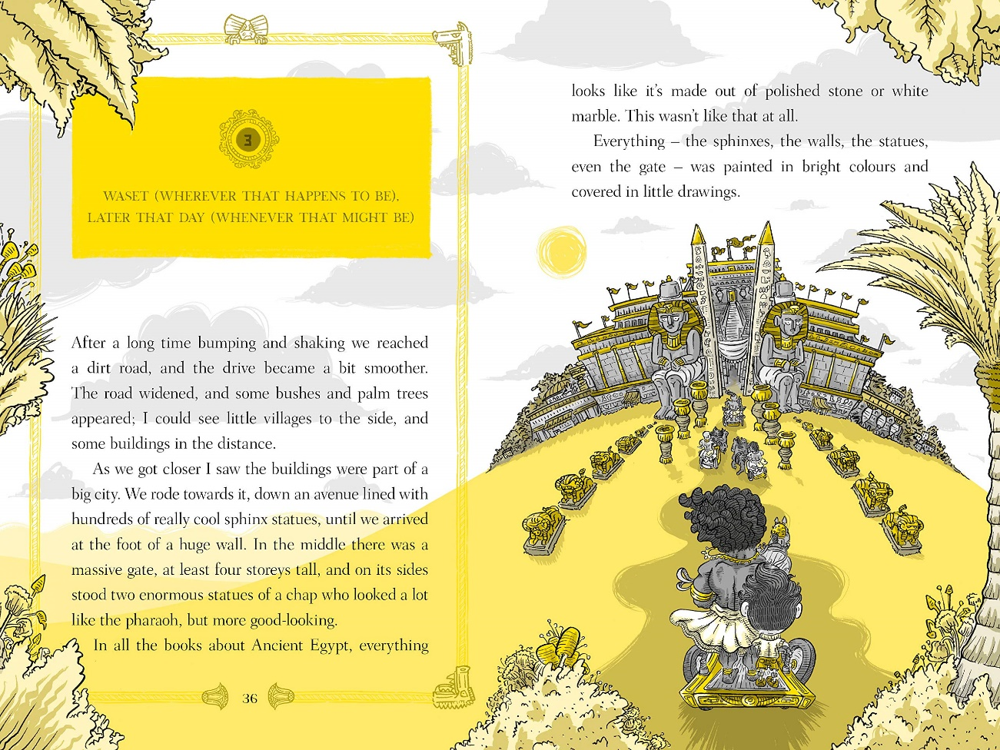 3
WASET (WHEREVER THAT HAPPENS TO BE),
LATER THAT DAY (WHENEVER THAT MIGHT BE)
After a long time bumping and shaking we reached
a dirt road, and the drive became a bit smoother.
The road widened, and some bushes and palm trees
appeared; I could see little villages to the side, and
some buildings in the distance.
As we got closer I saw the buildings were part of a
big city. We rode towards it, down an avenue lined with
hundreds of really cool sphinx statues, until we arrived
at the foot of a huge wall. In the middle there was a
massive gate, at least four storeys tall, and on its sides
stood two enormous statues of a chap who looked a lot
like the pharaoh, but more good-looking.
In all the books about Ancient Egypt, everything
36
looks like it's made out of polished stone or white
marble. This wasn't like that at all.
Everything – the sphinxes, the walls, the statues,
even the gate – was painted in bright colours and
covered in little drawings.